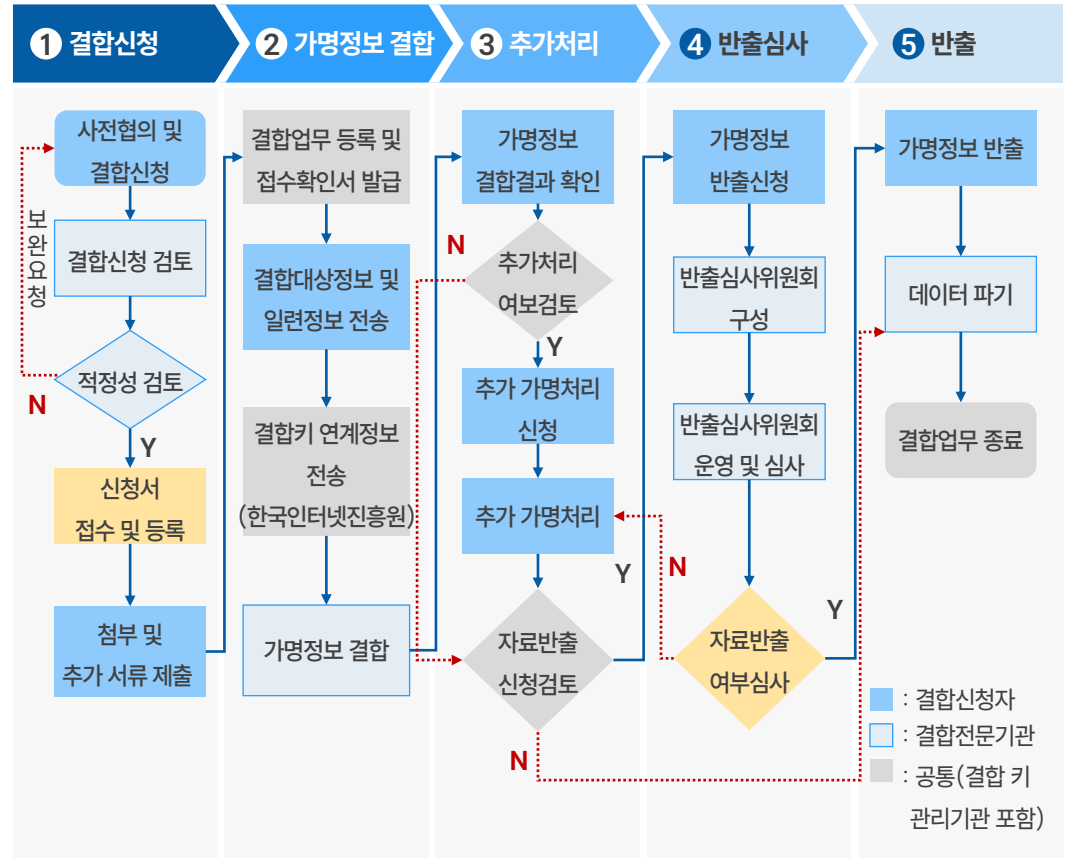 1 결합신청
2 가명정보 결합
3 추가처리
4 반출심사
5 반출
사전협의 및
결합신청
보완요청
결합신청 검토
적정성 검토
N
Y
신청서
접수 및 등록
첨부 및
추가 서류 제출
결합업무 등록 및
접수확인서 발급
결합대상정보 및
일련정보 전송
결합키 연계정보
전송
(한국인터넷진흥원)
가명정보 결합
가명정보
결합결과 확인
N
추가처리
여보검토
Y
추가 가명처리
신청
추가 가명처리
Y
자료반출
신청검토
N
가명정보
반출신청
반출심사위원회
구성
반출심사위원회
운영 및 심사
N
자료반출
여부심사
Y
가명정보 반출
데이터 파기
결합업무 종료
: 결합신청자
: 결합전문기관
: 공통(결합 키
관리기관 포함)